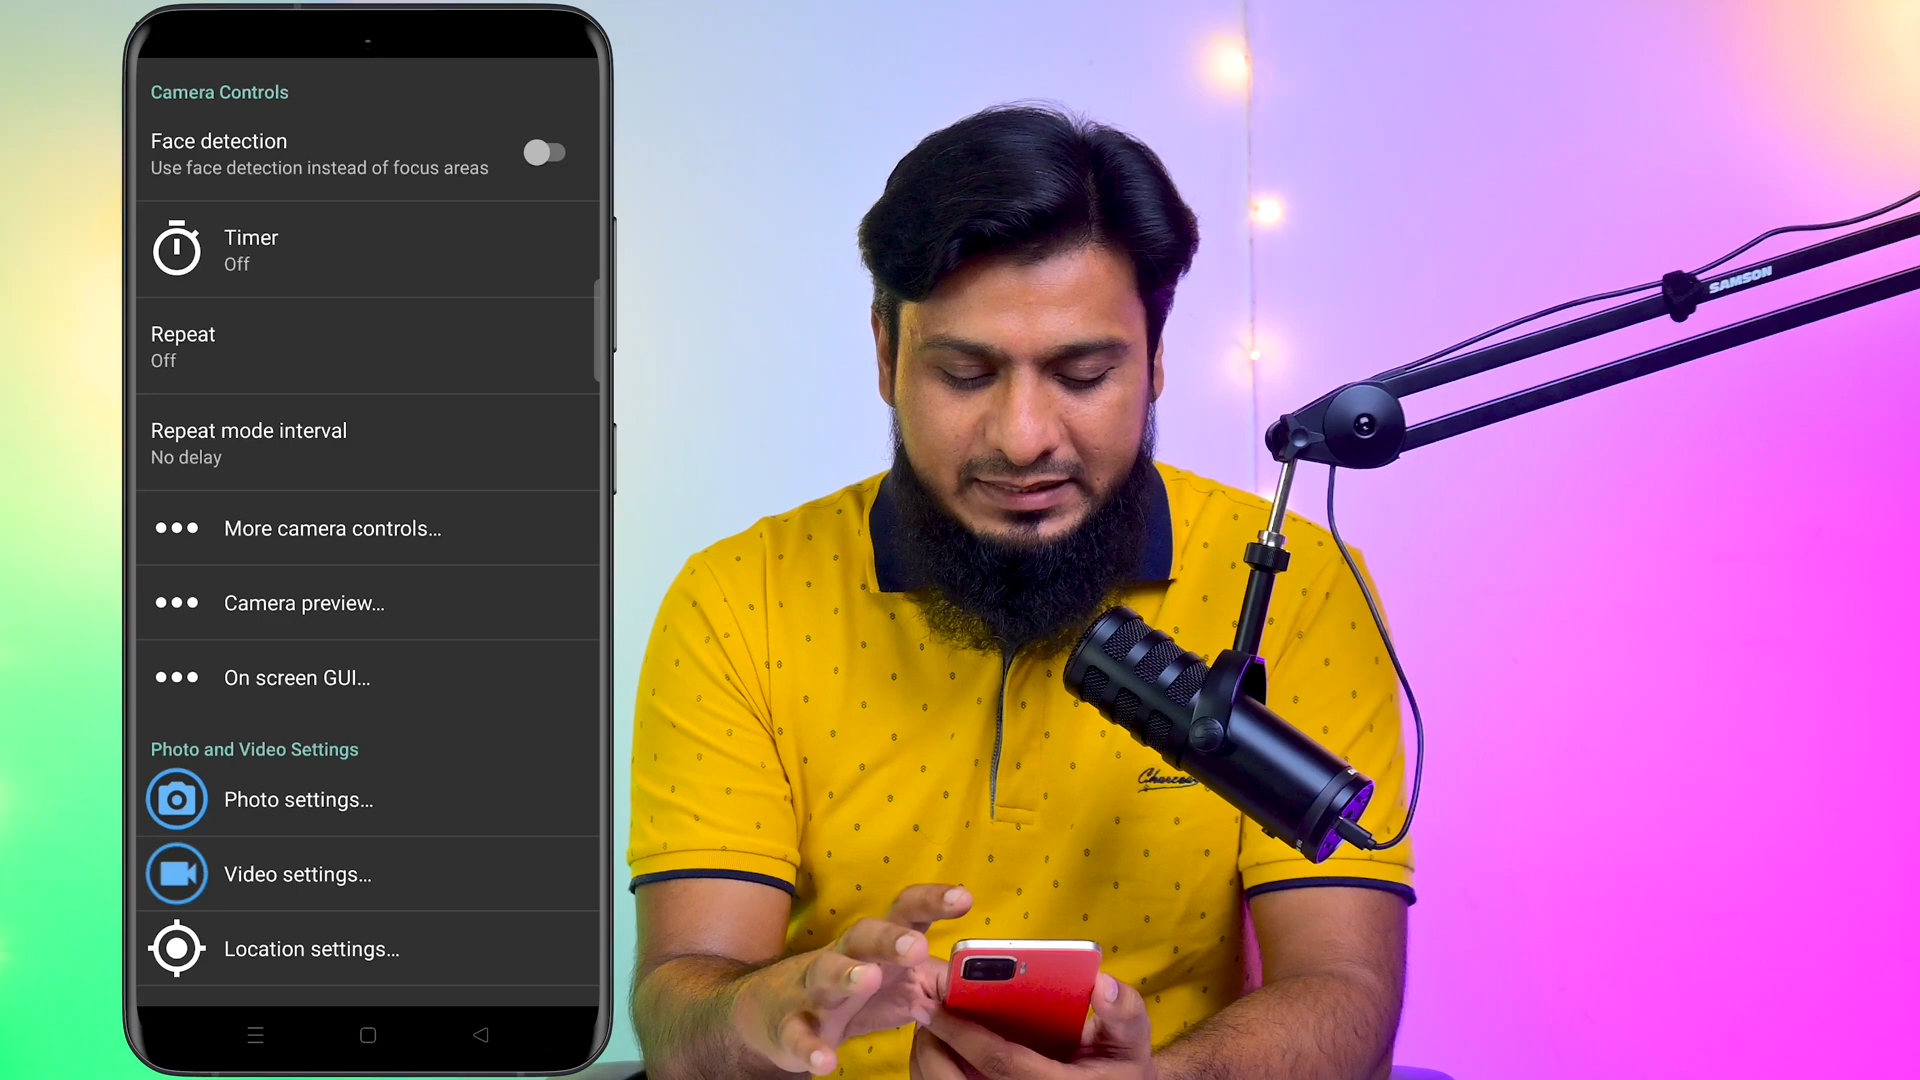 Camera Controls
Face detection
Use face detection instead of focus areas
Timer
Off
Repeat
Off
Repeat mode interval
No delay
More camera controls...
Camera preview...
On screen GUI...
Photo and Video Settings
Photo settings...
Video settings...
Location settings...
SAMSON